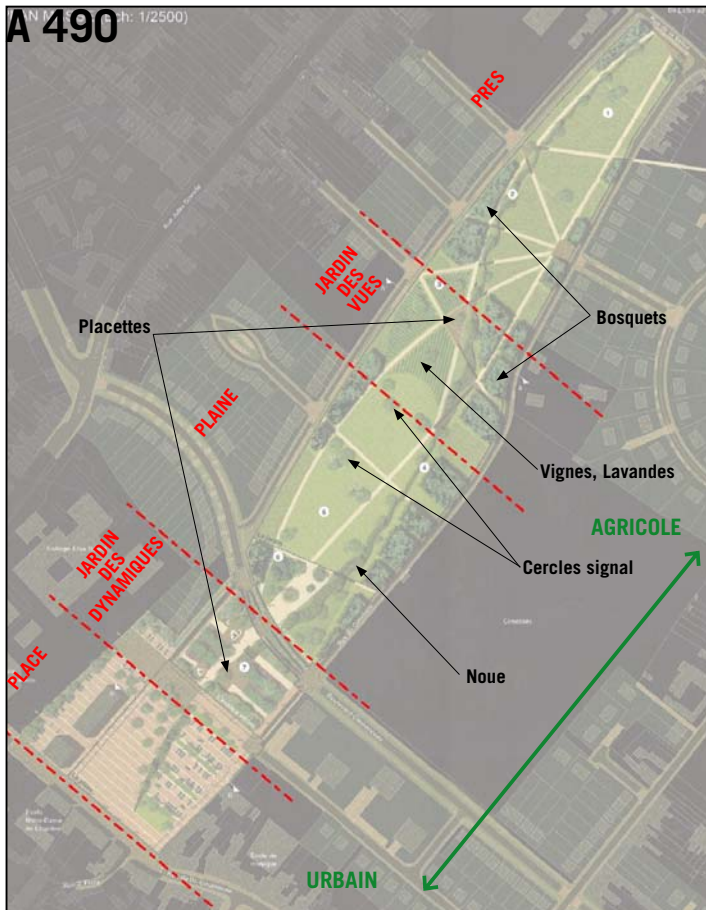 A 490
PRES
JARDIN
DES
VUES
Placettes
Bosquets
PLAINE
Vignes, Lavandes
AGRICOLE
JARDIN
DES
DYNAMIQUES
Cercles signal
PLACE
Noue
URBAIN